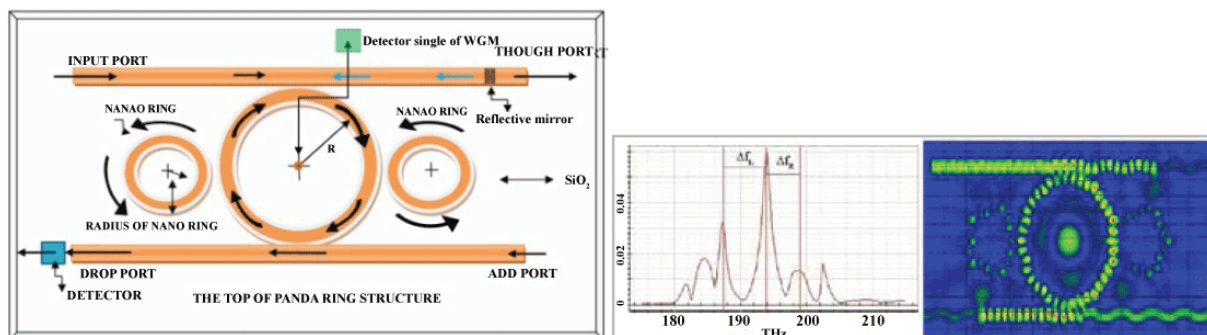 Detector single of WGM
INPUT PORT
THOUGH PORT
RT
NANAO RING
NANAO RING
Reflective mirror
R
SiO₂
RADIUS OF NANO RING
DROP PORT
ADD PORT
DETECTOR
THE TOP OF PANDA RING STRUCTURE
Δf_L
Δf_R
0.04
0.02
0
180
190
200
210
THz